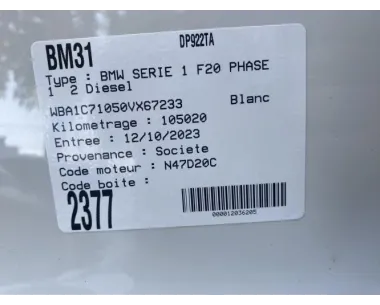 DP922TA
BM31
Type : BMW SERIE 1 F20 PHASE
1 2 Diesel
WBA1C71050VX67233 Blanc
Kilometrage : 105020
Entree : 12/10/2023
Provenance : Societe
Code moteur : N47D20C
Code boite :
2377
000012036205